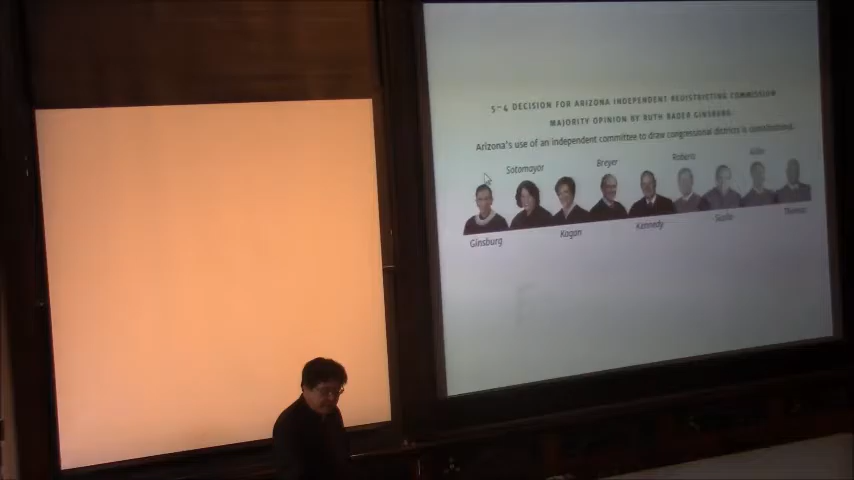 5-4 DECISION FOR ARIZONA INDEPENDENT REDISTRICTING COMMISSION
MAJORITY OPINION BY RUTH BADER GINSBURG
Arizona's use of an independent committee to draw congressional districts is constitutional.
Sotomayor Breyer Roberts Alito
Ginsburg Kagan Kennedy Scalia Thomas